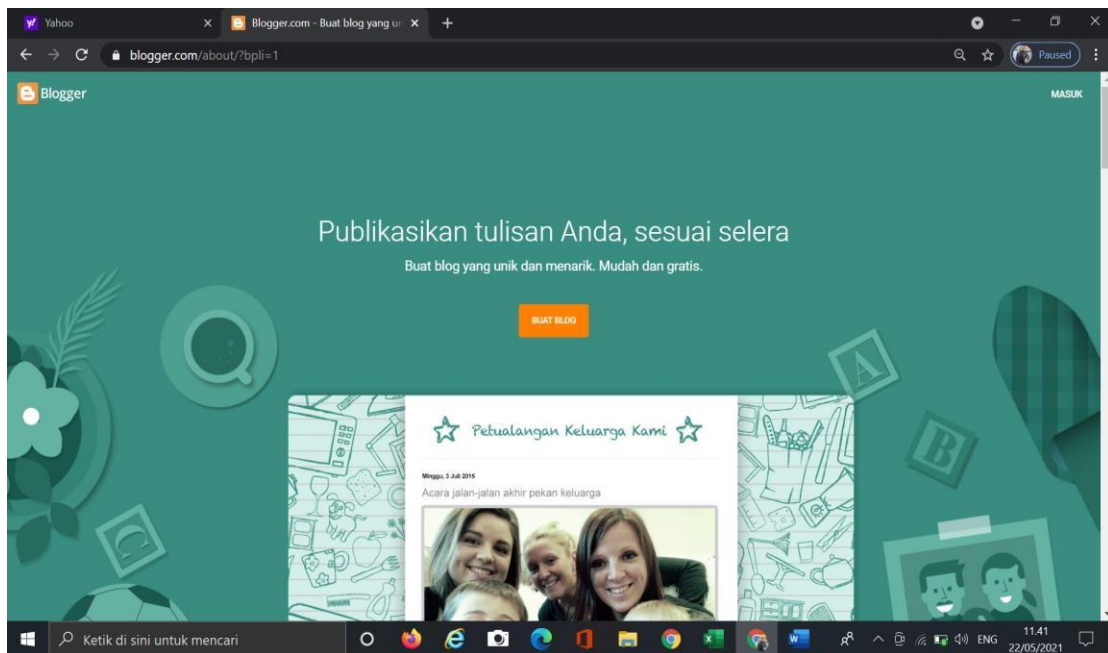 Yahoo
Blogger.com - Buat blog yang un
blogger.com/about/?bpli=1
Paused
Blogger
MASUK
Publikasikan tulisan Anda, sesuai selera
Buat blog yang unik dan menarik. Mudah dan gratis.
BUAT BLOG
A
B
Ω
Petualangan Keluarga Kami
Minggu, 3 Juli 2015
Acara jalan-jalan akhir pekan keluarga
Ketik di sini untuk mencari
ENG
11.41
22/05/2021